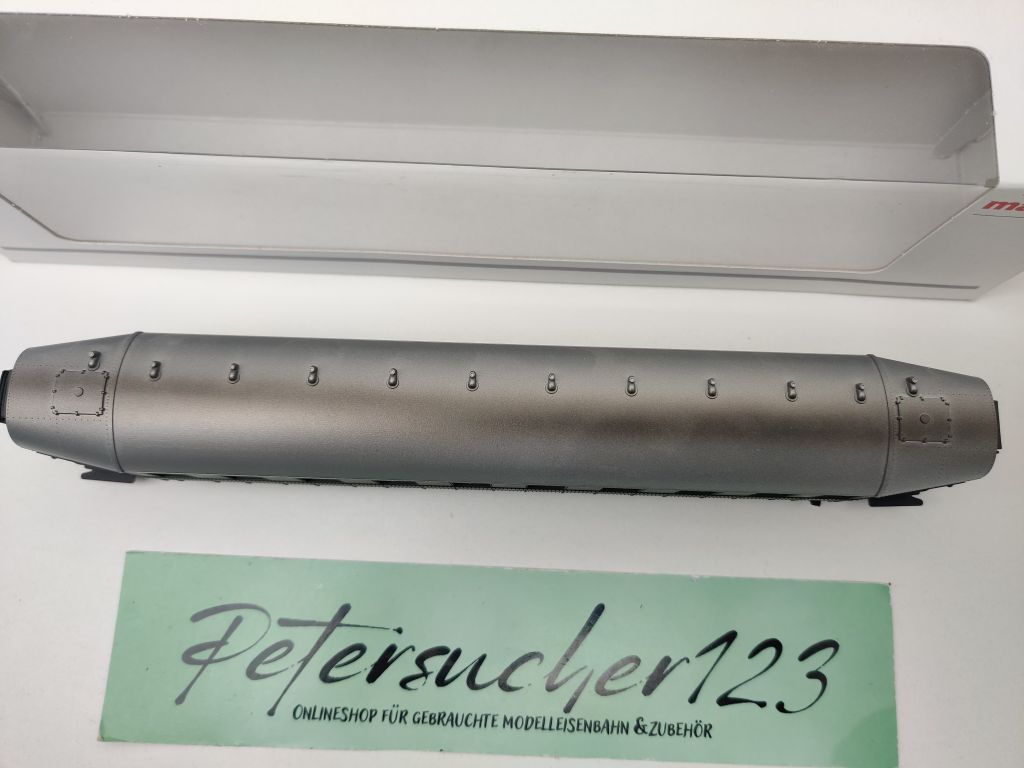 Petersucher123
ONLINESHOP FÜR GEBRAUCHTE MODELLEISENBAHN & ZUBEHÖR